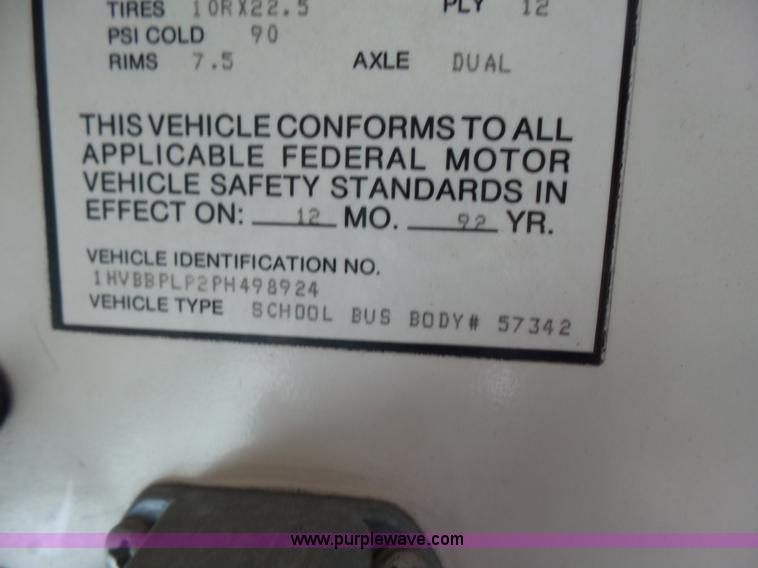 TIRES 10RX22.5 PLY 12
PSI COLD 90
RIMS 7.5 AXLE DUAL
THIS VEHICLE CONFORMS TO ALL
APPLICABLE FEDERAL MOTOR
VEHICLE SAFETY STANDARDS IN
EFFECT ON: 12 MO. 92 YR.
VEHICLE IDENTIFICATION NO.
1HVBBPLP2PH498924
VEHICLE TYPE SCHOOL BUS BODY# 57342
www.purplewave.com